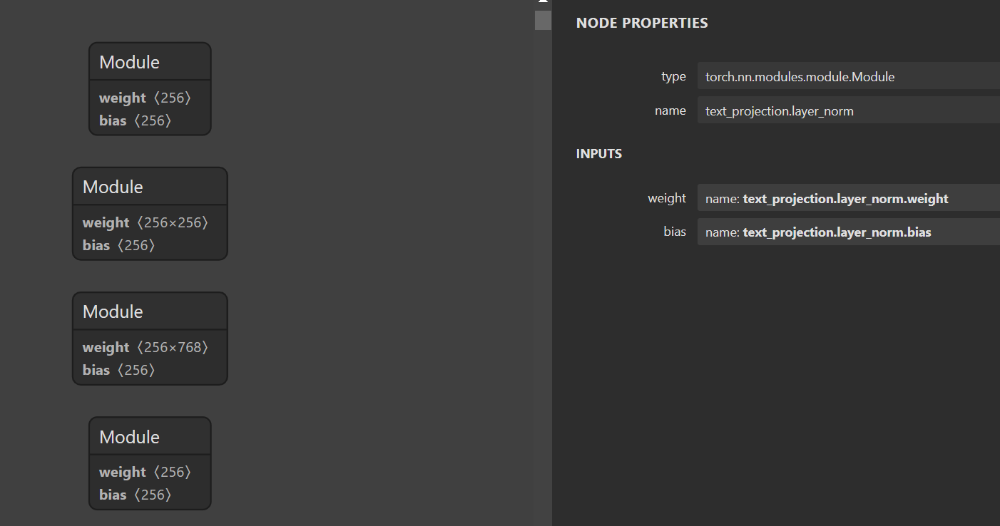 Module
weight 〈256〉
bias 〈256〉
Module
weight 〈256×256〉
bias 〈256〉
Module
weight 〈256×768〉
bias 〈256〉
Module
weight 〈256〉
bias 〈256〉
NODE PROPERTIES
type torch.nn.modules.module.Module
name text_projection.layer_norm
INPUTS
weight name: text_projection.layer_norm.weight
bias name: text_projection.layer_norm.bias